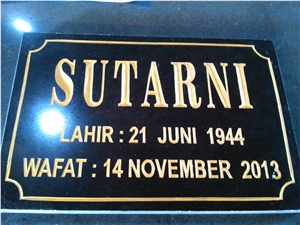 SUTARNI
LAHIR : 21 JUNI 1944
WAFAT : 14 NOVEMBER 2013